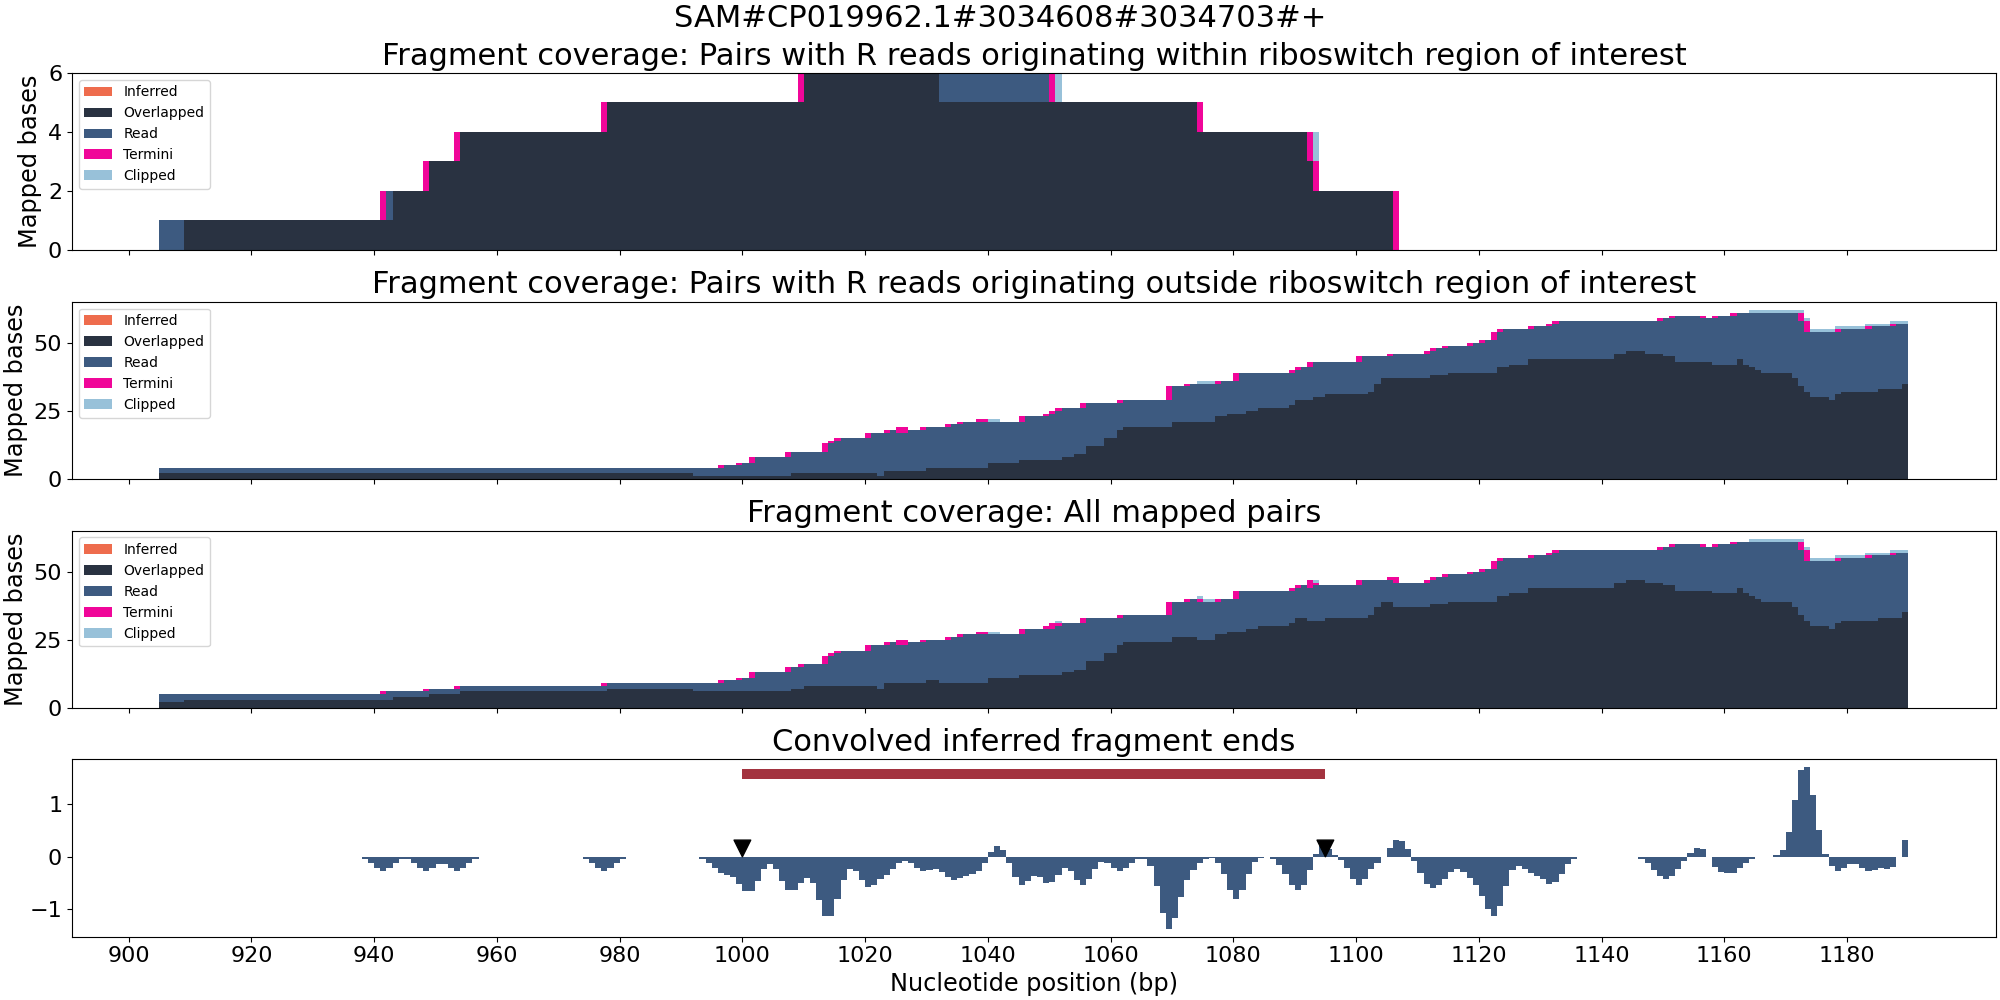 SAM#CP019962.1#3034608#3034703#+
Fragment coverage: Pairs with R reads originating within riboswitch region of interest
Mapped bases
6
4
2
0
Inferred
Overlapped
Read
Termini
Clipped
Fragment coverage: Pairs with R reads originating outside riboswitch region of interest
Mapped bases
50
25
0
Inferred
Overlapped
Read
Termini
Clipped
Fragment coverage: All mapped pairs
Mapped bases
50
25
0
Inferred
Overlapped
Read
Termini
Clipped
Convolved inferred fragment ends
1
0
−1
900 920 940 960 980 1000 1020 1040 1060 1080 1100 1120 1140 1160 1180
Nucleotide position (bp)